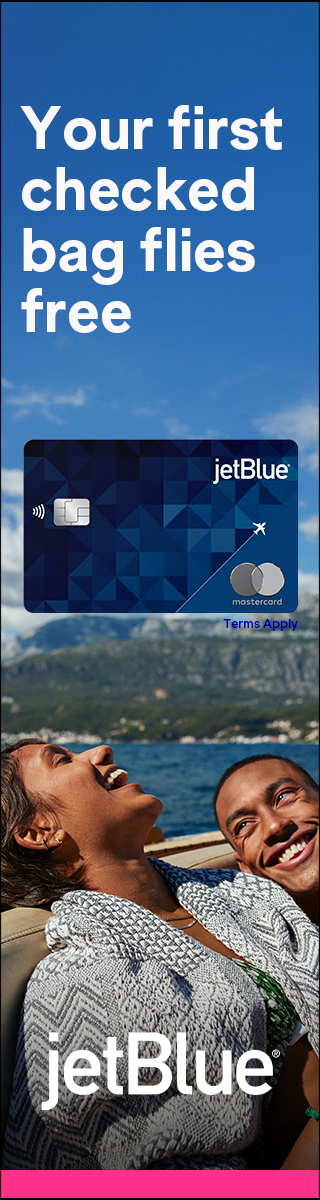 Your first
checked
bag flies
free
jetBlue®
mastercard
Terms Apply
jetBlue®